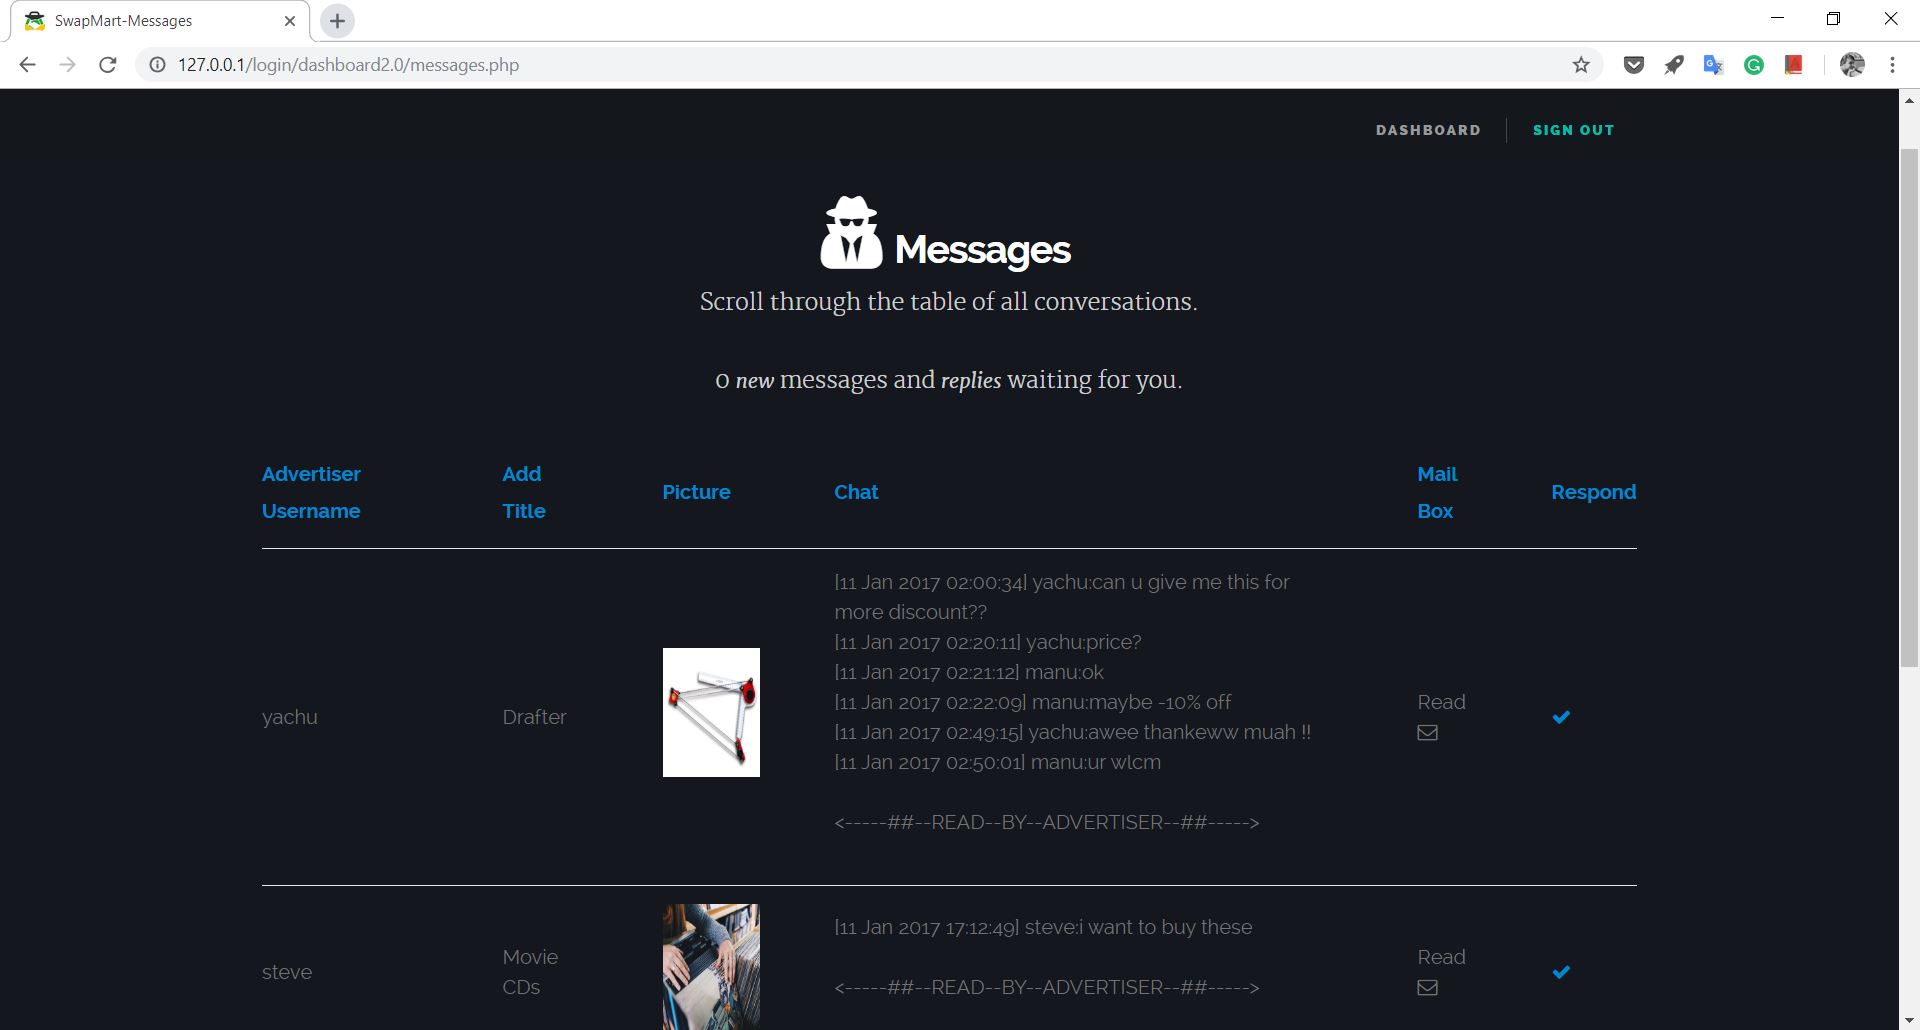 SwapMart-Messages
127.0.0.1/login/dashboard2.0/messages.php
DASHBOARD
SIGN OUT
Messages
Scroll through the table of all conversations.
0 new messages and replies waiting for you.
Advertiser
Username
Add
Title
Picture
Chat
Mail
Box
Respond
yachu
Drafter
[11 Jan 2017 02:00:34] yachu:can u give me this for
more discount??
[11 Jan 2017 02:20:11] yachu:price?
[11 Jan 2017 02:21:12] manu:ok
[11 Jan 2017 02:22:09] manu:maybe -10% off
[11 Jan 2017 02:49:15] yachu:awee thankeww muah !!
[11 Jan 2017 02:50:01] manu:ur wlcm
<-----##--READ--BY--ADVERTISER--##----->
Read
steve
Movie
CDs
[11 Jan 2017 17:12:49] steve:i want to buy these
<-----##--READ--BY--ADVERTISER--##----->
Read